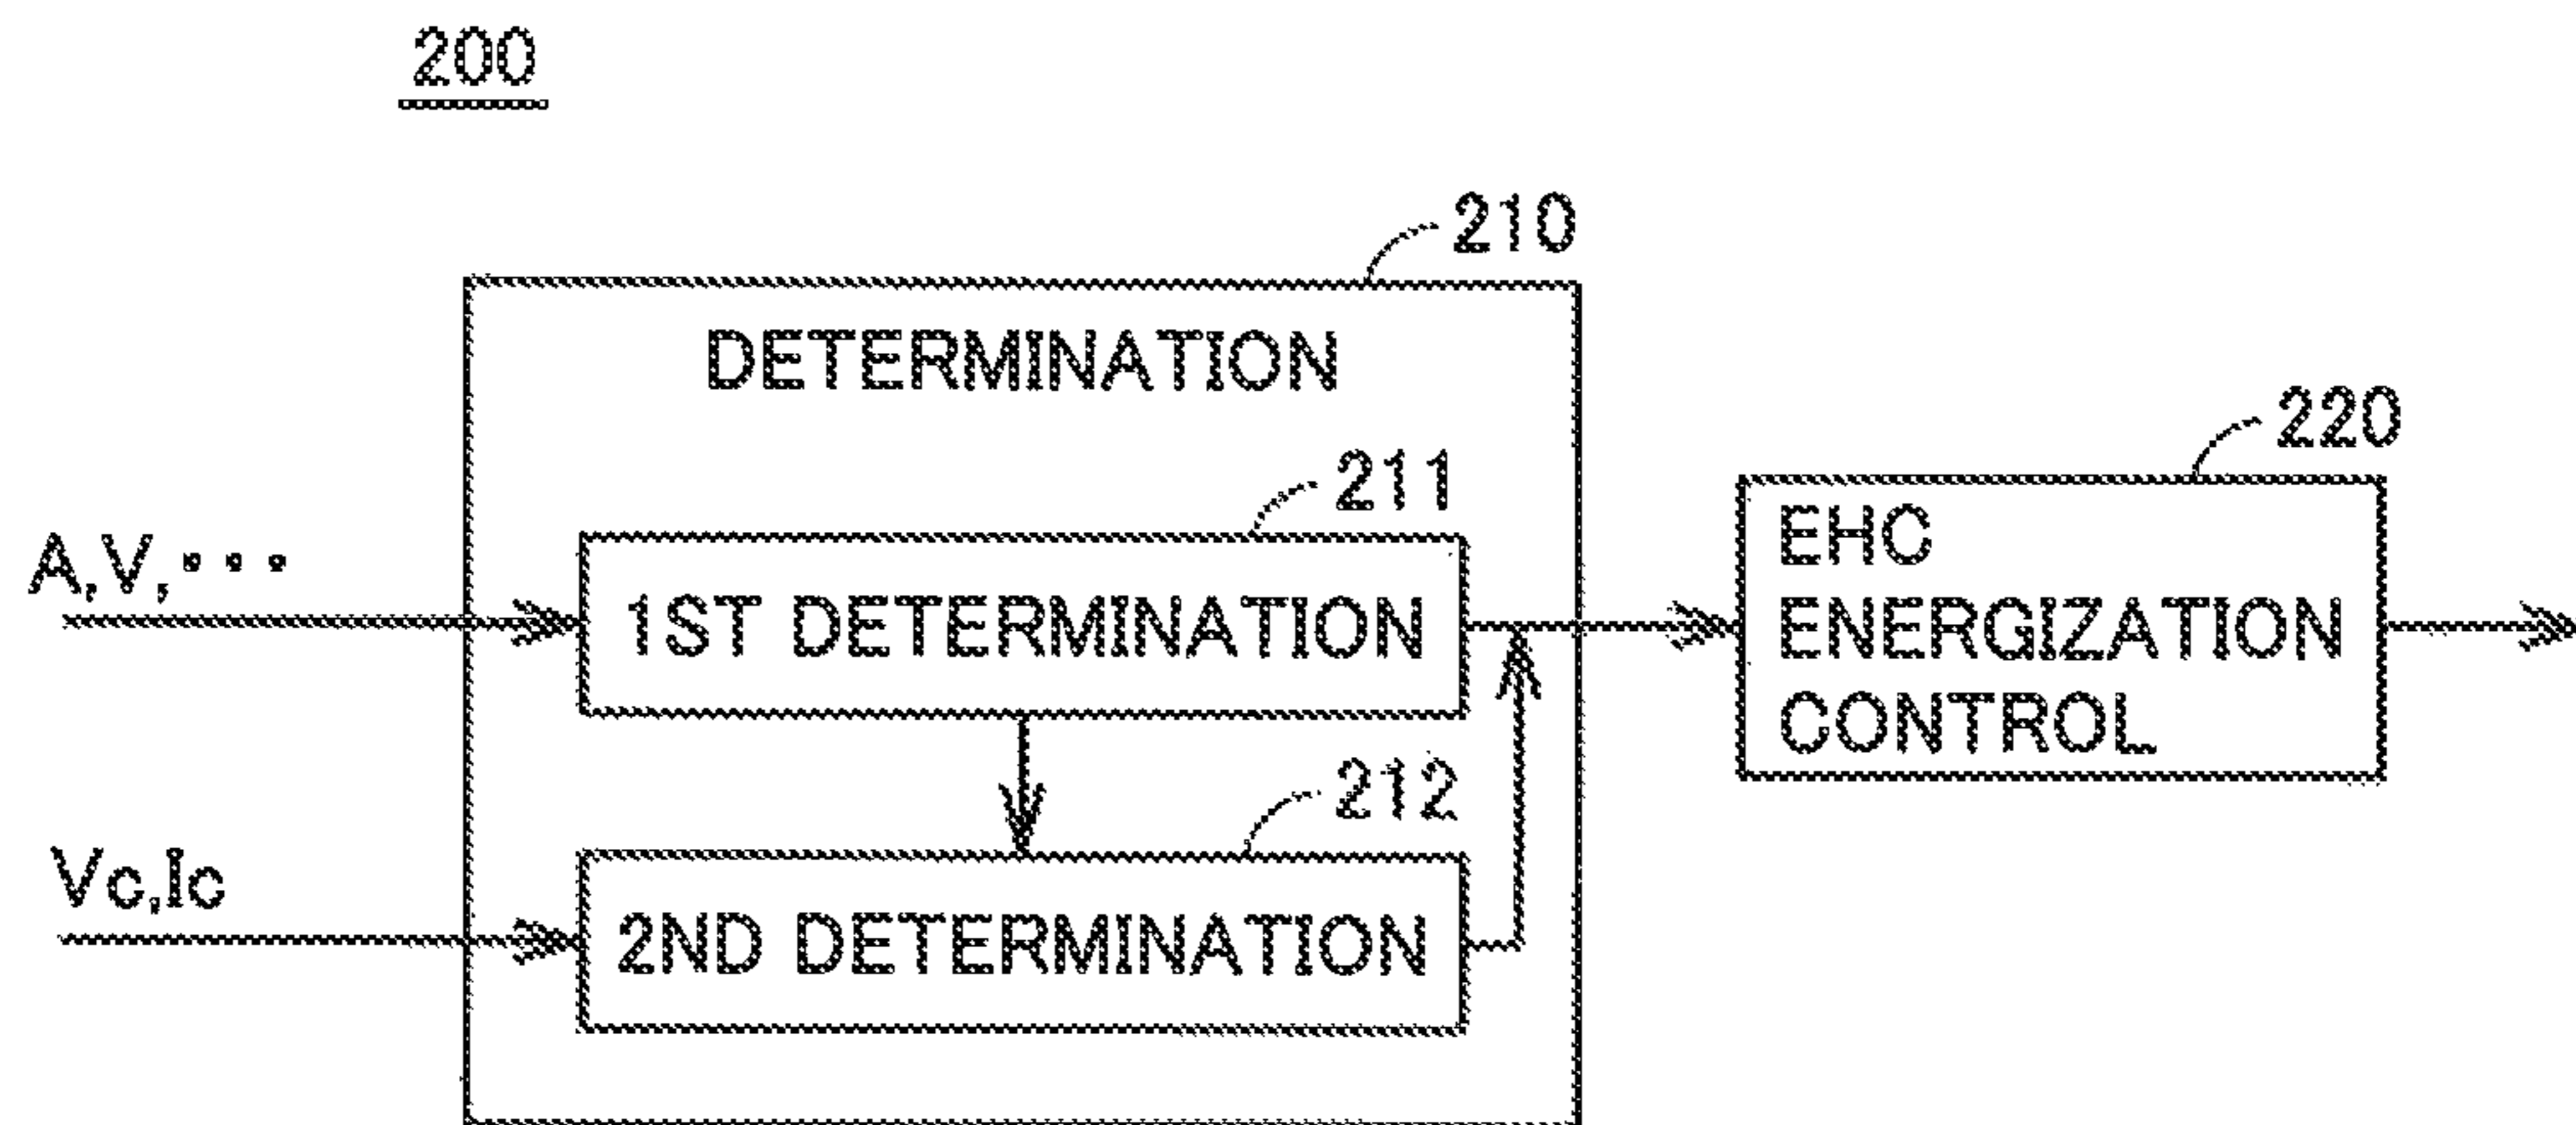 200
210
DETERMINATION
220
211
A,V,・・・
1ST DETERMINATION
EHC
ENERGIZATION
CONTROL
212
Vc,Ic
2ND DETERMINATION